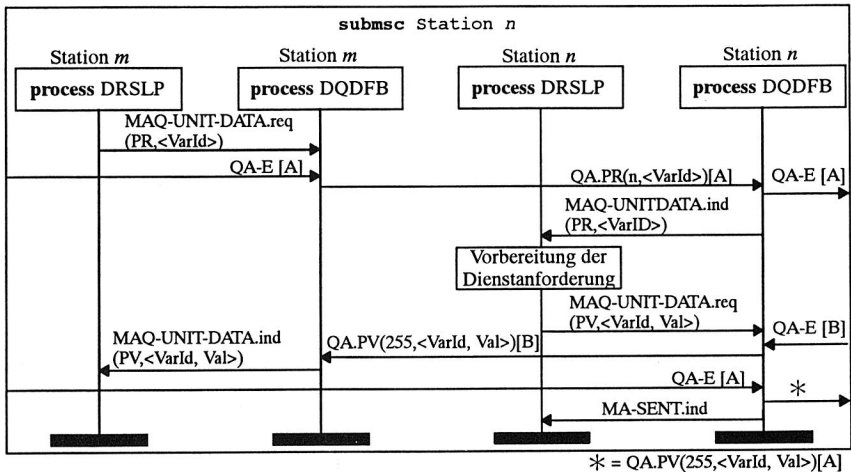 submsc Station n
Station m
Station m
Station n
Station n
process DRSLP
process DQDFB
process DRSLP
process DQDFB
MAQ-UNIT-DATA.req
(PR,<VarId>)
QA-E [A]
QA.PR(n,<VarId>)[A]
QA-E [A]
MAQ-UNITDATA.ind
(PR,<VarID>)
Vorbereitung der
Dienstanforderung
MAQ-UNIT-DATA.req
(PV,<VarId, Val>)
QA-E [B]
MAQ-UNIT-DATA.ind
(PV,<VarId, Val>)
QA.PV(255,<VarId, Val>)[B]
QA-E [A]
*
MA-SENT.ind
* = QA.PV(255,<VarId, Val>)[A]